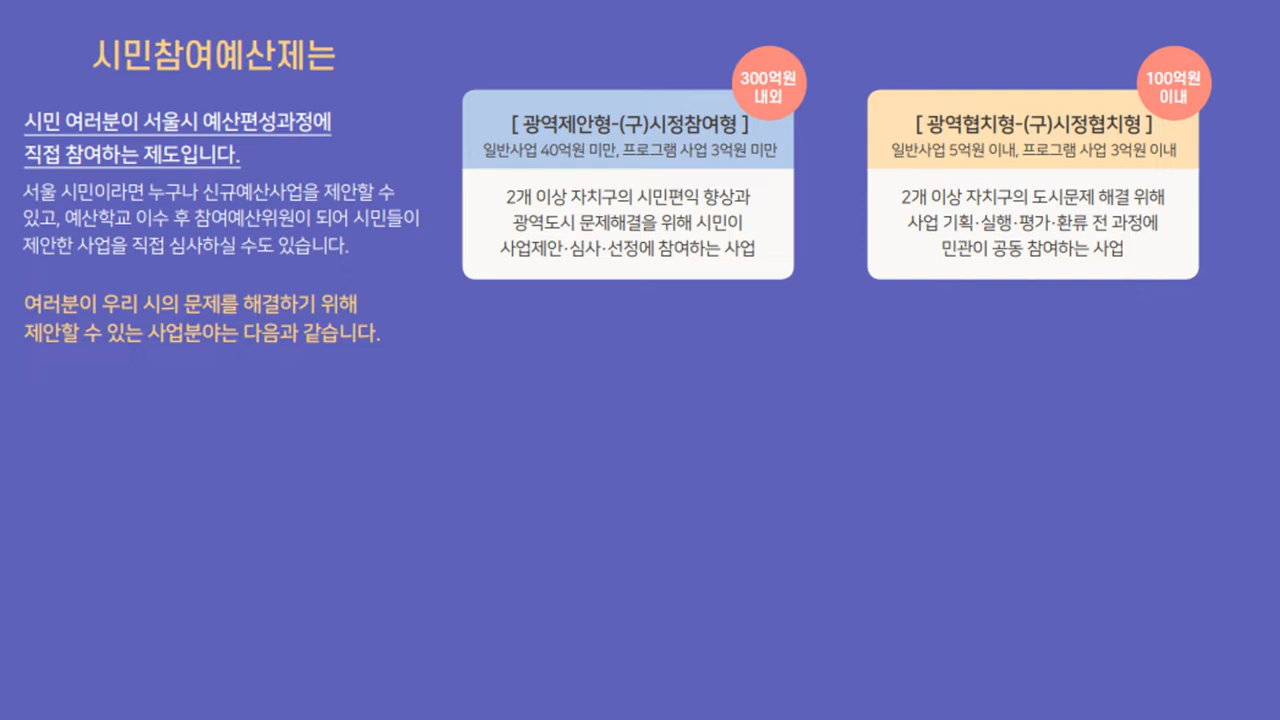 시민참여예산제는
시민 여러분이 서울시 예산편성과정에
직접 참여하는 제도입니다.
서울 시민이라면 누구나 신규예산사업을 제안할 수
있고, 예산학교 이수 후 참여예산위원이 되어 시민들이
제안한 사업을 직접 심사하실 수도 있습니다.
여러분이 우리 시의 문제를 해결하기 위해
제안할 수 있는 사업분야는 다음과 같습니다.
300억원
내외
[ 광역제안형-(구)시정참여형 ]
일반사업 40억원 미만, 프로그램 사업 3억원 미만
2개 이상 자치구의 시민편익 향상과
광역도시 문제해결을 위해 시민이
사업제안·심사·선정에 참여하는 사업
100억원
이내
[ 광역협치형-(구)시정협치형 ]
일반사업 5억원 이내, 프로그램 사업 3억원 이내
2개 이상 자치구의 도시문제 해결 위해
사업 기획·실행·평가·환류 전 과정에
민관이 공동 참여하는 사업